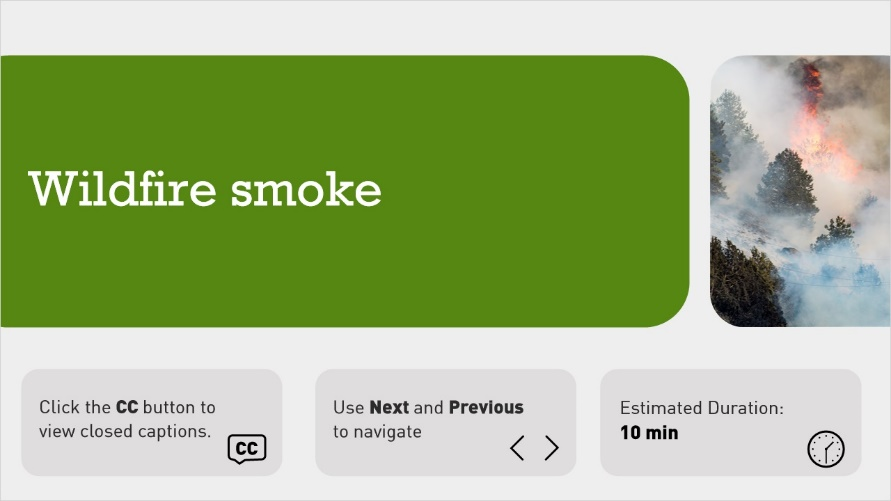 Wildfire smoke
Click the CC button to
view closed captions.
CC
Use Next and Previous
to navigate
Estimated Duration:
10 min